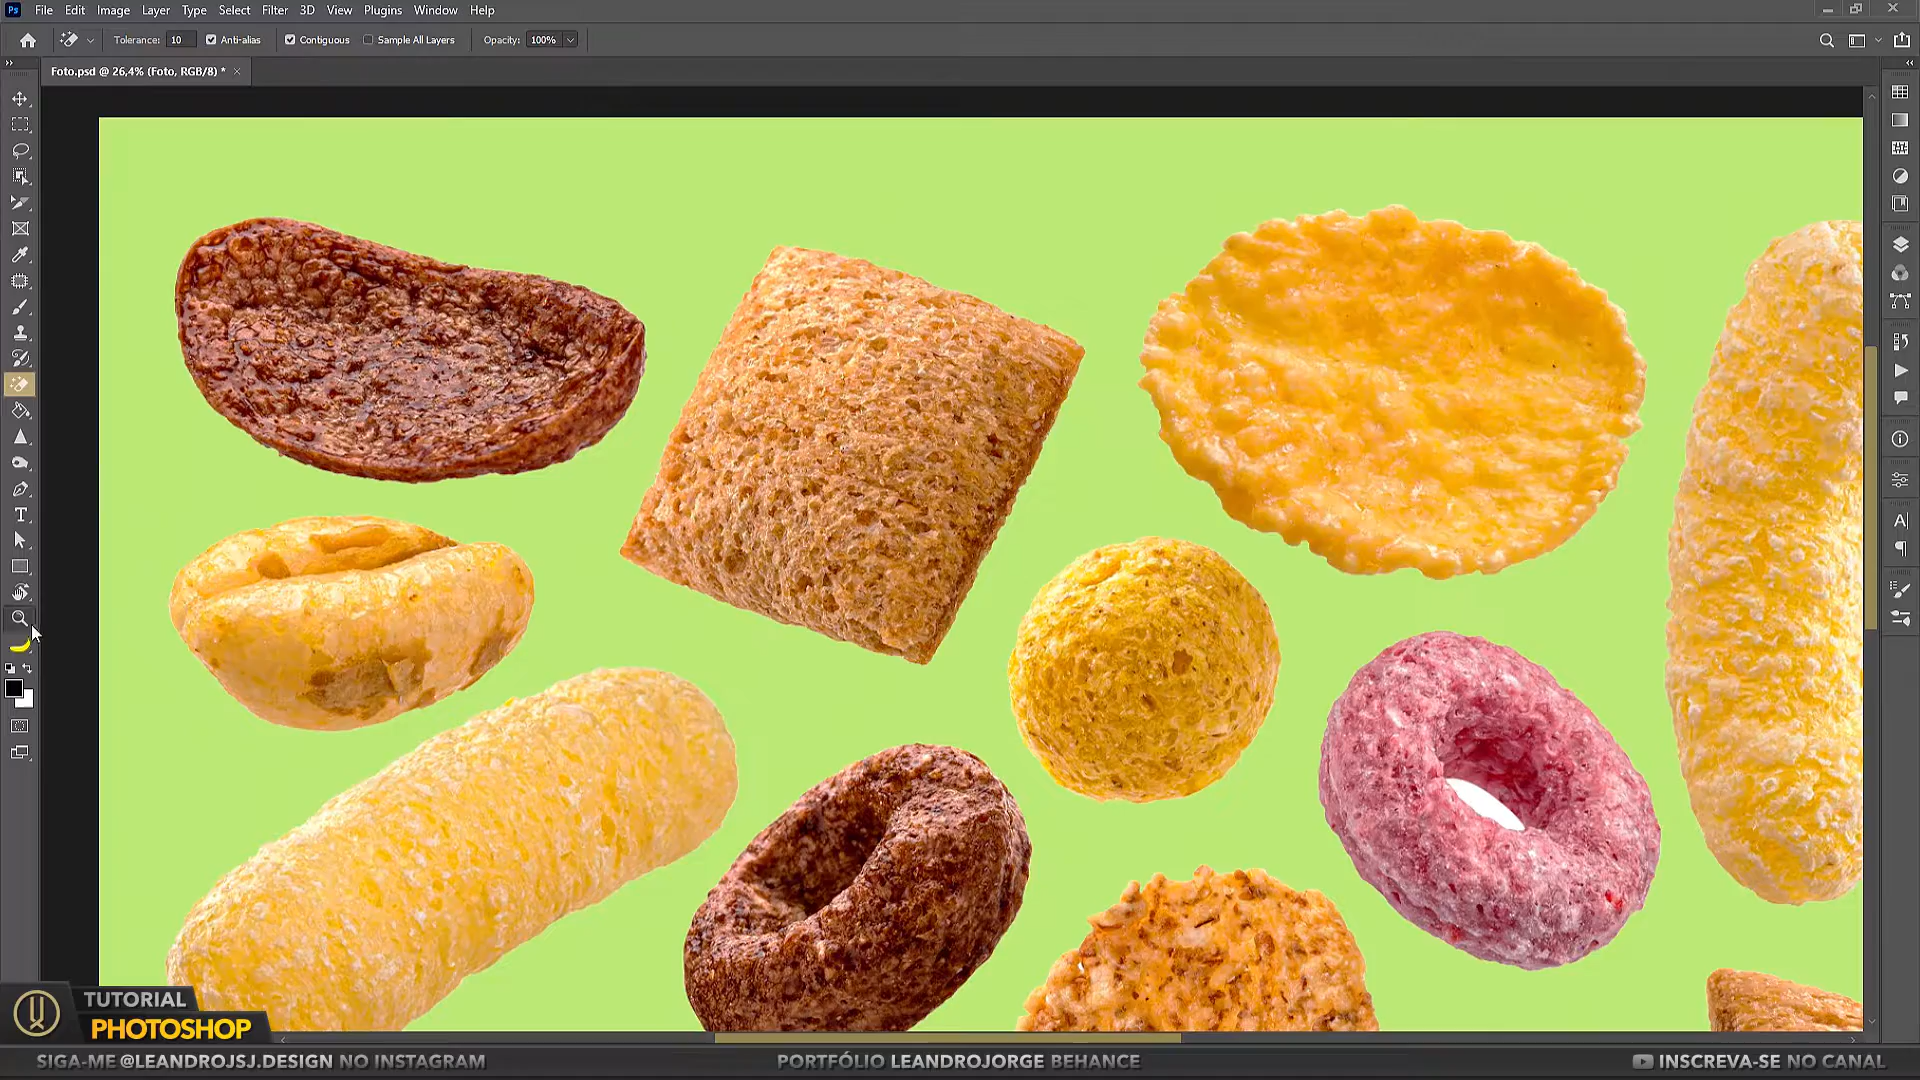 Ps File Edit Image Layer Type Select Filter 3D View Plugins Window Help
Tolerance: 10 Anti-alias Contiguous Sample All Layers Opacity: 100%
Foto.psd @ 26,4% (Foto, RGB/8) *
TUTORIAL
PHOTOSHOP
SIGA-ME @LEANDROJSJ.DESIGN NO INSTAGRAM
PORTFÓLIO LEANDROJORGE BEHANCE
INSCREVA-SE NO CANAL